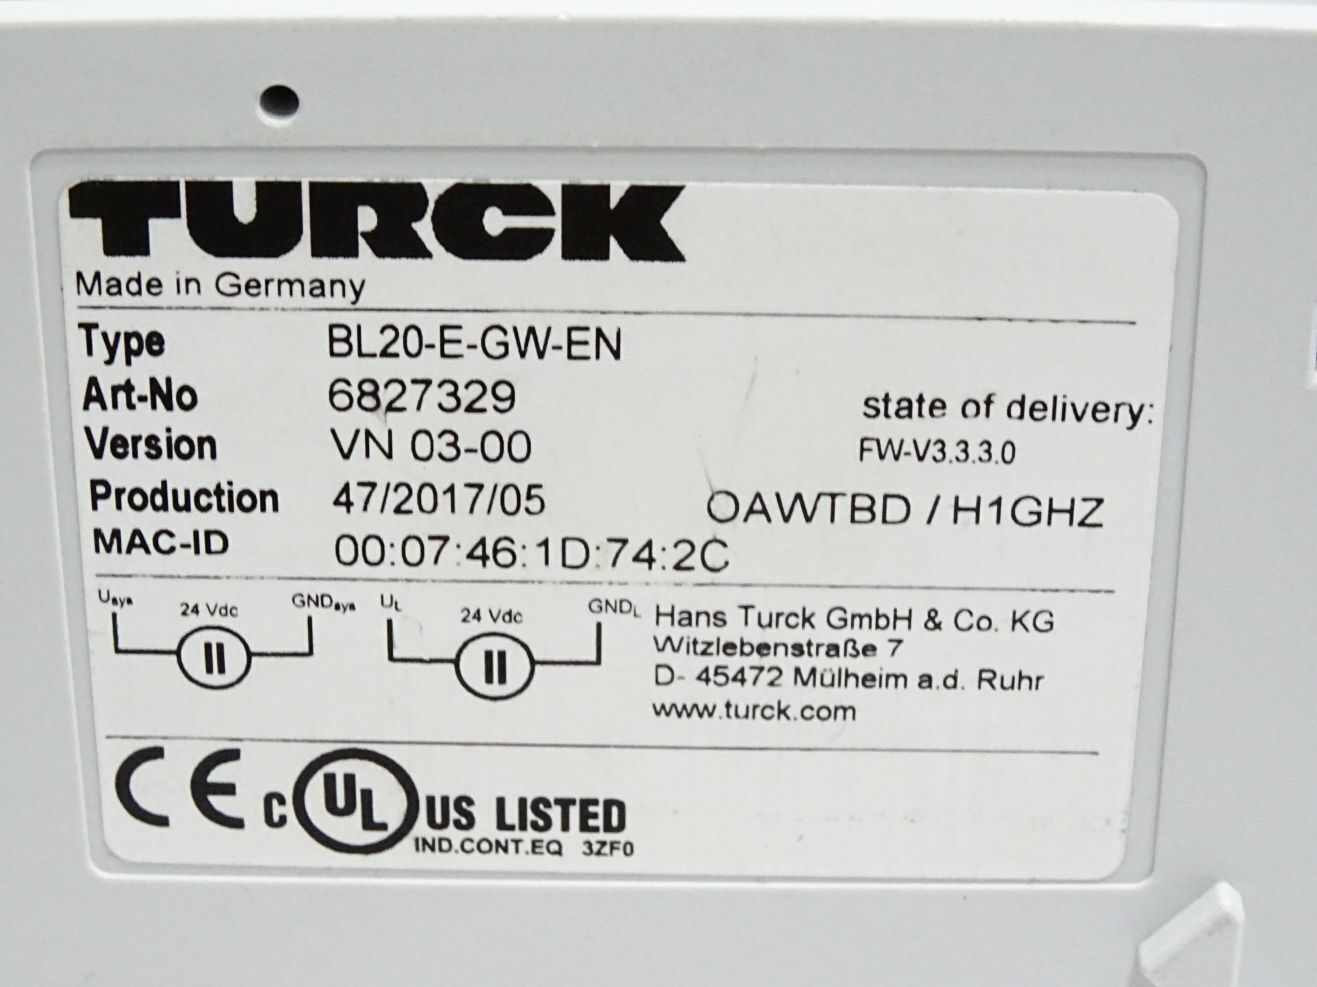 TURCK
Made in Germany
Type BL20-E-GW-EN
Art-No 6827329
state of delivery:
Version VN 03-00
FW-V3.3.3.0
Production 47/2017/05
OAWTBD / H1GHZ
MAC-ID 00:07:46:1D:74:2C
Usys 24 Vdc GNDsys UL 24 Vdc GNDL
Hans Turck GmbH & Co. KG
Witzlebenstraße 7
D- 45472 Mülheim a.d. Ruhr
www.turck.com
CE c UL US LISTED
IND.CONT.EQ 3ZF0